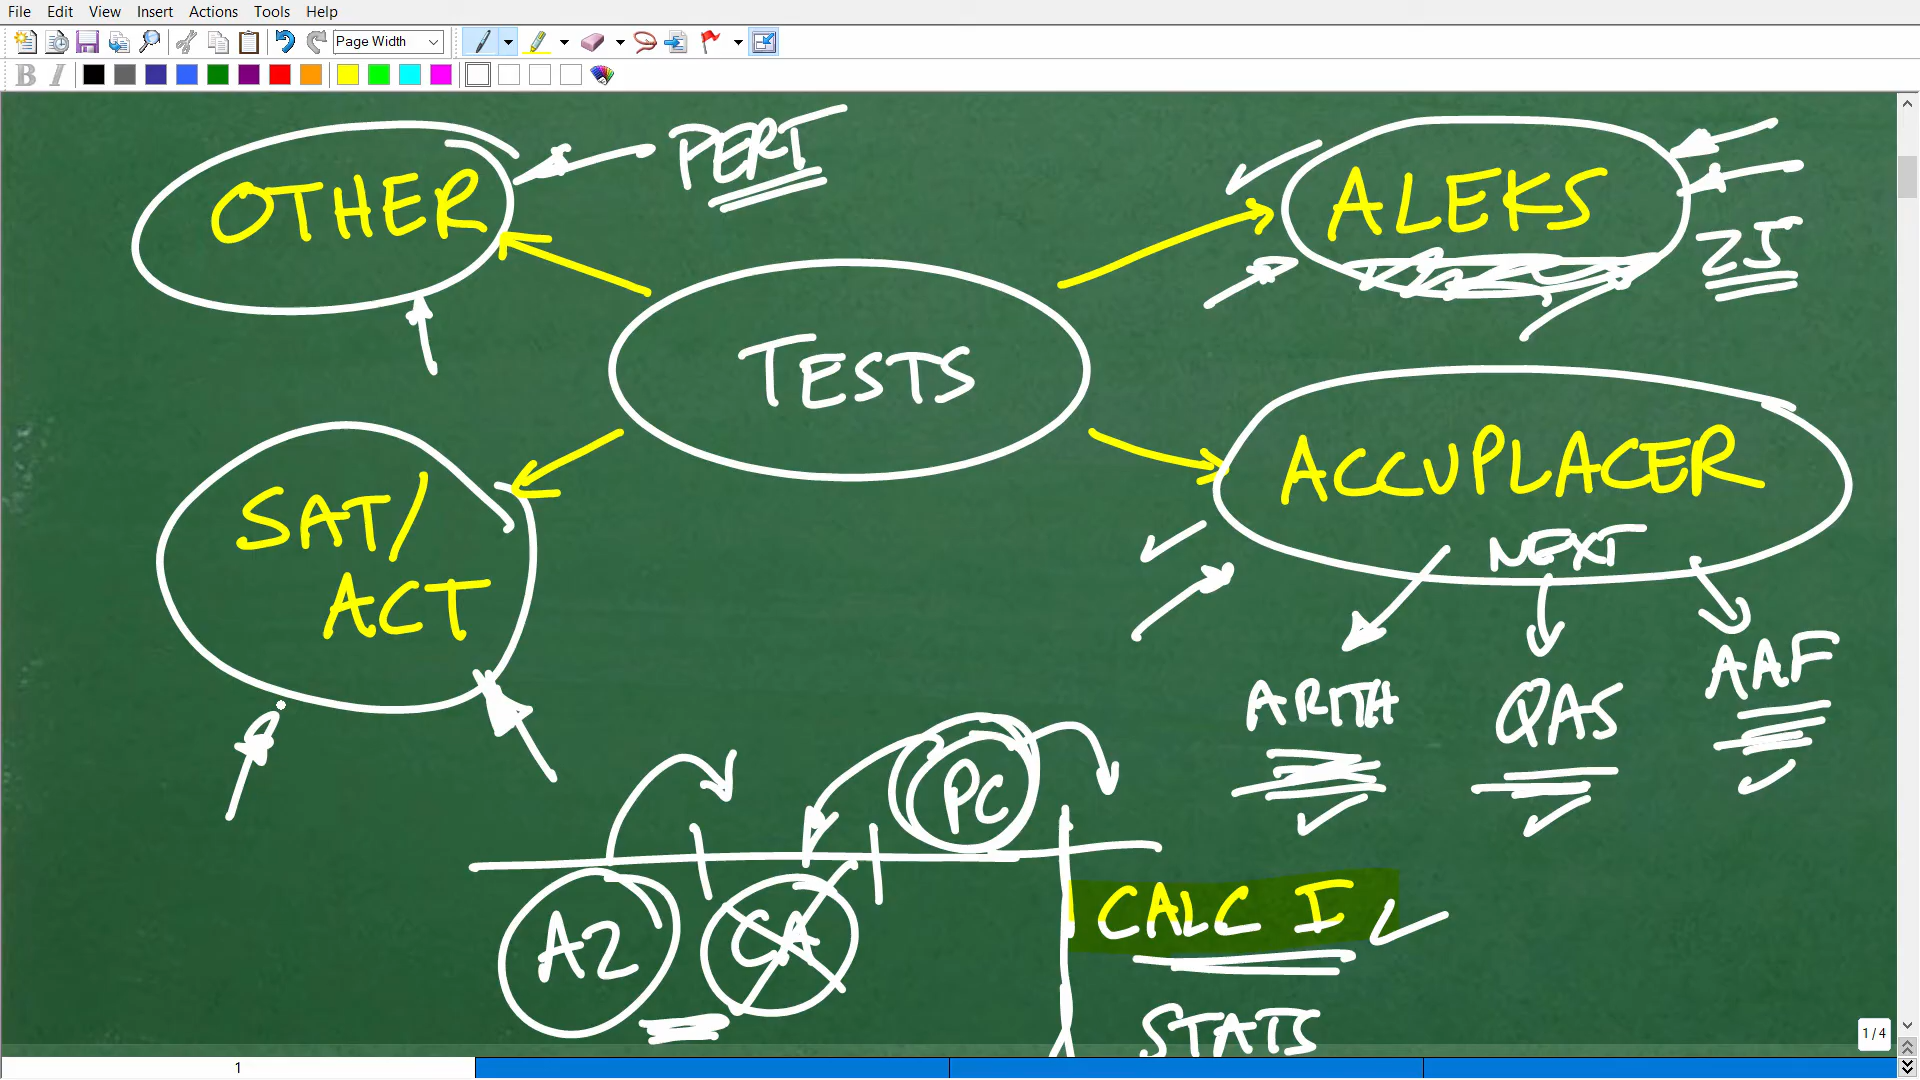 File Edit View Insert Actions Tools Help
Page Width
B I
OTHER
PERT
ALEKS
25
TESTS
SAT/
ACT
ACCUPLACER
NEXT
ARITH
QAS
AAF
PC
A2
CA
CALC I
STATS
1 / 4
1